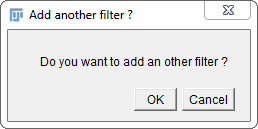 Add another filter ?
Do you want to add an other filter ?
OK Cancel